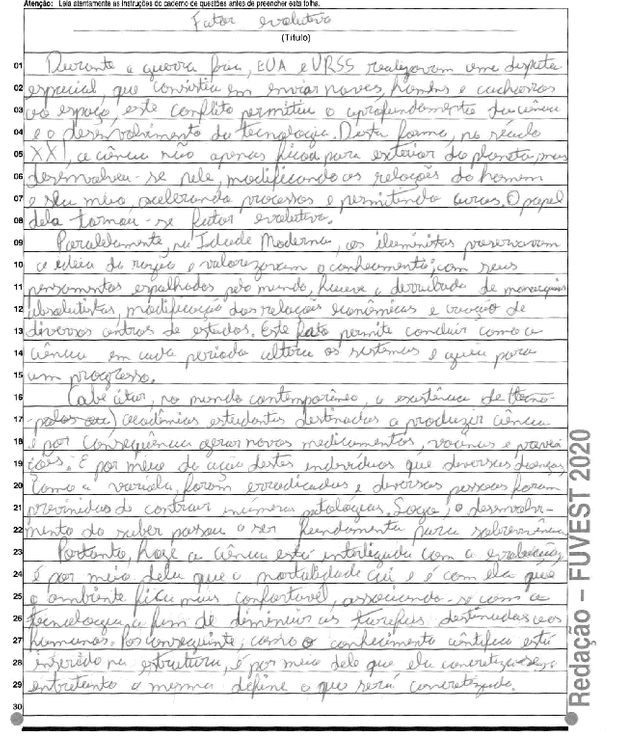 Atenção: Leia atentamente as instruções do caderno de questões antes de preencher esta folha.
Fator evolutivo
(Título)
01 Durante a guerra fria, EUA e URSS realizavam uma disputa
02 espacial, que consistia em enviar naves, homens e cachorros
03 ao espaço, este conflito permitiu o aprofundamento da ciência
04 e o desenvolvimento da tecnologia. Desta forma, no século
05 XXI, a ciência não apenas ficou para exterior do planeta, mas
06 desenvolveu-se nele, modificando as relações do homem
07 e seu meio, acelerando processos e permitindo curas. O papel
08 dela tornou-se fator evolutivo.
09 Paralelamente, na Idade Moderna, os iluministas preservavam
10 a ideia da razão e valorizavam o conhecimento, com seus
11 pensamentos espalhados pelo mundo, houve a derrubada de monarquias
12 absolutistas, modificação das relações econômicas e criação de
13 diversos centros de estudos. Este fato permite concluir como a
14 ciência em cada período altera os sistemas e guia para
15 um progresso.
16 Cabe citar, no mundo contemporâneo, a existência de
17 acadêmias estudantes destinados a produzir ciência
18 e por consequência gerar novos medicamentos, vacinas e
19 É por meio da ação destes indivíduos que diversas doenças,
20 como a varíola, foram erradicadas e diversas pessoas foram
21 prevenidas de contrair inúmeras patologias. Logo, o desenvolvi-
22 mento do saber passou a ser fundamental para sobrevivência
23 Portanto, hoje a ciência está interligada com a evolução,
24 é por meio dela que a mortalidade cai e é com ela que
25 o ambiente fica mais confortável, associando-se com a
26 tecnologia, a fim de diminuir as tarefas destinadas aos
27 humanos. Por conseguinte, como o conhecimento científico está
28 inserido na estrutura, é por meio dele que ela concretiza-se,
29 entretanto a mesma define o que será concretizado.
30
Redação – FUVEST 2020